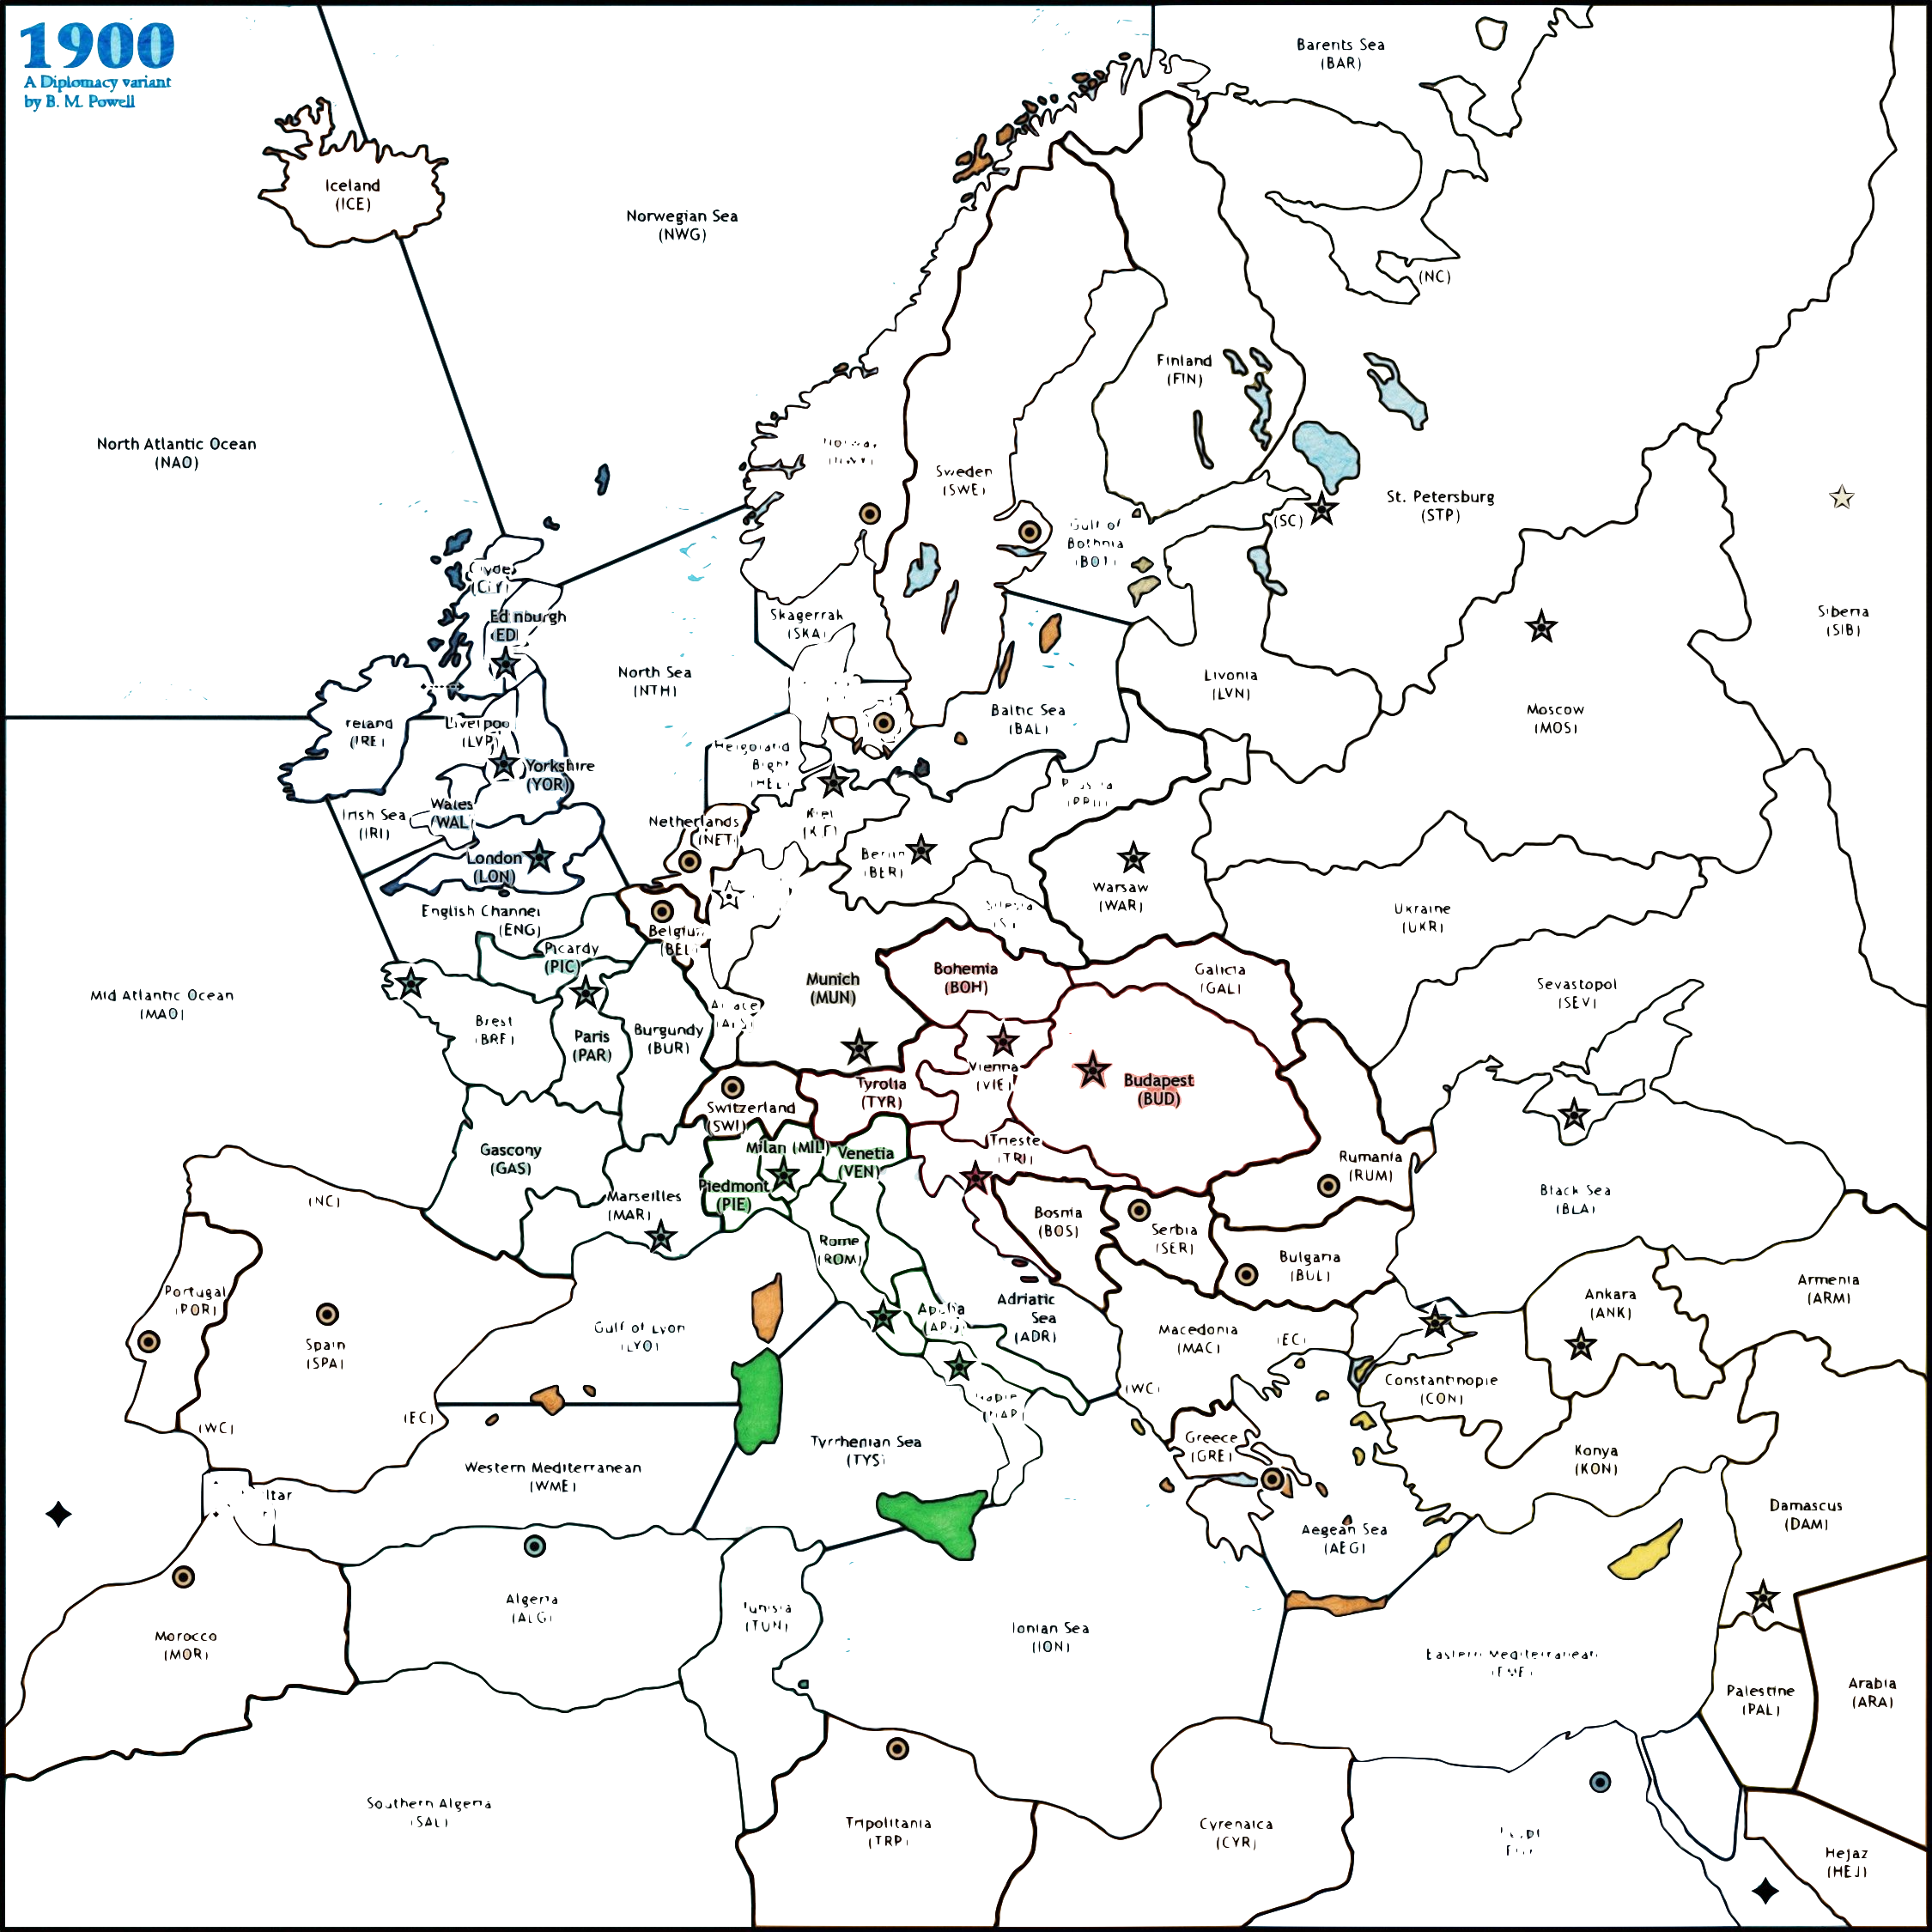 1900
A Diplomacy variant
by B. M. Powell
Barents Sea
(BAR)
Iceland
(ICE)
Norwegian Sea
(NWG)
(NC)
Finland
(FIN)
North Atlantic Ocean
(NAO)
Sweden
(SWE)
St. Petersburg
(STP)
(SC)
Gulf of
Bothnia
(BOT)
Edinburgh
Skagerrak
(SKA)
Siberia
(SIB)
North Sea
(NTH)
Livonia
(LVN)
Baltic Sea
(BAL)
Moscow
(MOS)
Yorkshire
(YOR)
Irish Sea
(IRI)
Wales
(WAL)
Netherlands
(NET)
London
(LON)
Berlin
(BER)
Warsaw
(WAR)
English Channel
(ENG)
Ukraine
(UKR)
Picardy
(PIC)
Bohemia
(BOH)
Galicia
(GAL)
Munich
(MUN)
Sevastopol
(SEV)
Mid Atlantic Ocean
(MAO)
Brest
Paris
(PAR)
Burgundy
(BUR)
Vienna
(VIE)
Tyrolia
(TYR)
Budapest
(BUD)
Switzerland
(SWI)
Gascony
(GAS)
Milan (MIL)
Venetia
(VEN)
Trieste
(TRI)
Rumania
(RUM)
Piedmont
(PIE)
Marseilles
(MAR)
(NC)
Black Sea
(BLA)
Bosnia
(BOS)
Serbia
(SER)
Rome
(ROM)
Bulgaria
(BUL)
Portugal
(POR)
Spain
(SPA)
Gulf of Lyon
(LYO)
Adriatic
Sea
(ADR)
Macedonia
(MAC)
(EC)
(WC)
Ankara
(ANK)
Armenia
(ARM)
Constantinople
(CON)
(WC)
(EC)
Tyrrhenian Sea
(TYS)
Greece
(GRE)
Konya
(KON)
Western Mediterranean
(WME)
Aegean Sea
(AEG)
Damascus
(DAM)
Algeria
(ALG)
Tunisia
(TUN)
Ionian Sea
(ION)
Morocco
(MOR)
Eastern Mediterranean
Palestine
(PAL)
Arabia
(ARA)
Southern Algeria
(SAL)
Tripolitania
(TRP)
Cyrenaica
(CYR)
Hejaz
(HEJ)